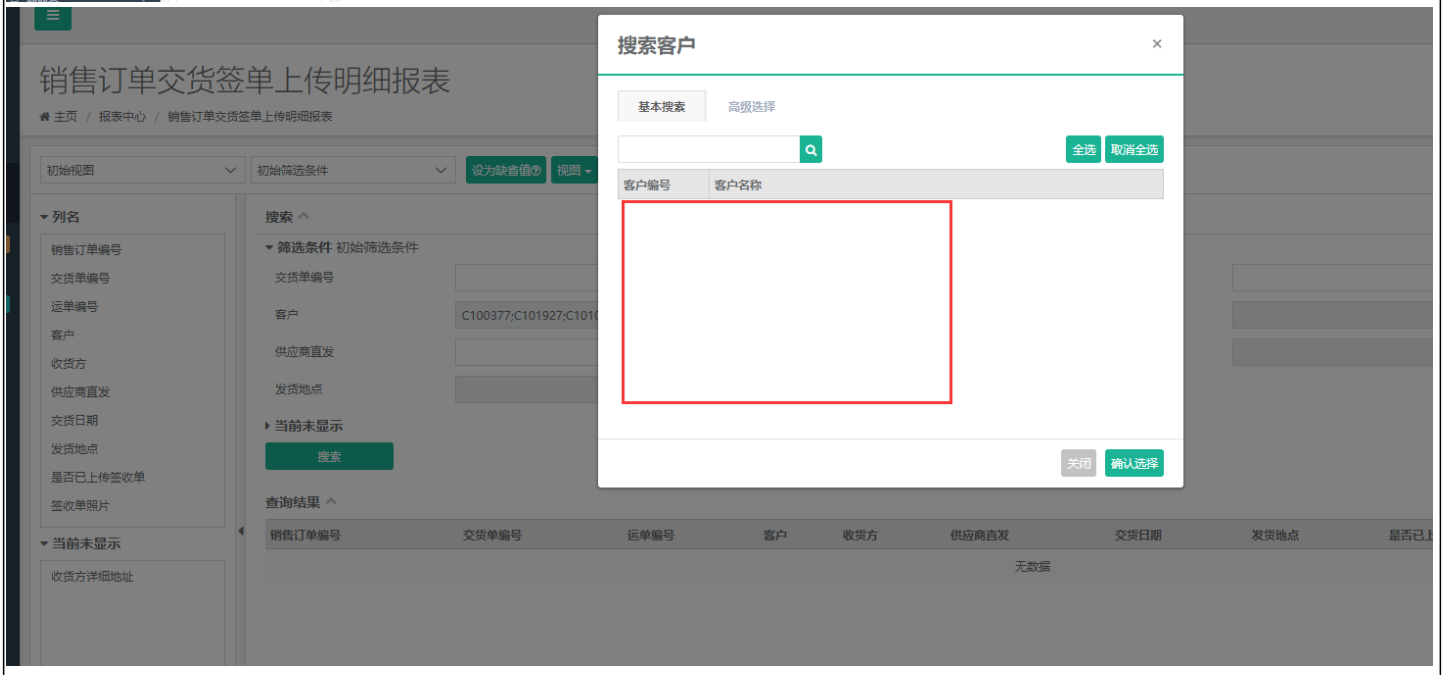 搜索客户
×
销售订单交货签单上传明细报表
主页 / 报表中心 / 销售订单交货签单上传明细报表
基本搜索 高级选择
全选 取消全选
初始视图 初始筛选条件 设为缺省值 视图
客户编号 客户名称
列名 搜索
销售订单编号 筛选条件 初始筛选条件
交货单编号 交货单编号
运单编号
客户 C100377;C101927;C1010
客户
收货方 供应商直发
供应商直发 发货地点
交货日期
当前未显示
发货地点
搜索
是否已上传签收单
关闭 确认选择
签收单照片 查询结果
销售订单编号 交货单编号 运单编号 客户 收货方 供应商直发 交货日期 发货地点 是否已上
当前未显示
无数据
收货方详细地址